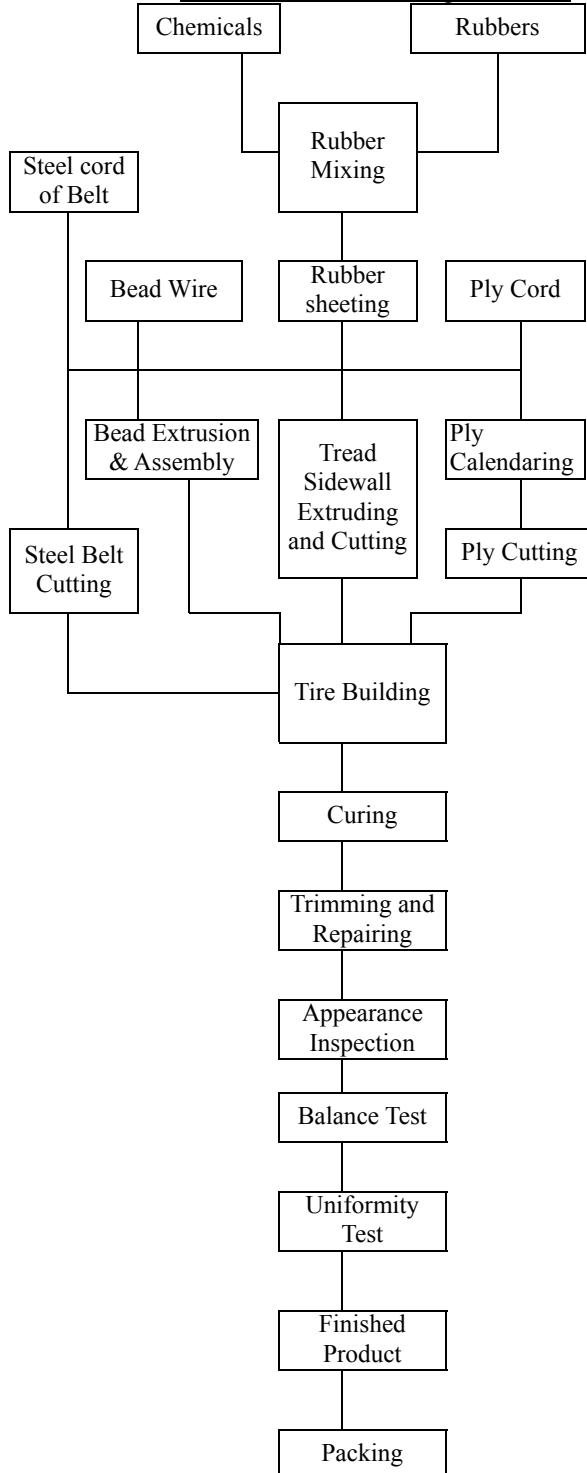 Chemicals
Rubbers
Rubber
Mixing
Steel cord
of Belt
Bead Wire
Rubber
sheeting
Ply Cord
Bead Extrusion
& Assembly
Tread
Sidewall
Extruding
and Cutting
Ply
Calendaring
Steel Belt
Cutting
Ply Cutting
Tire Building
Curing
Trimming and
Repairing
Appearance
Inspection
Balance Test
Uniformity
Test
Finished
Product
Packing